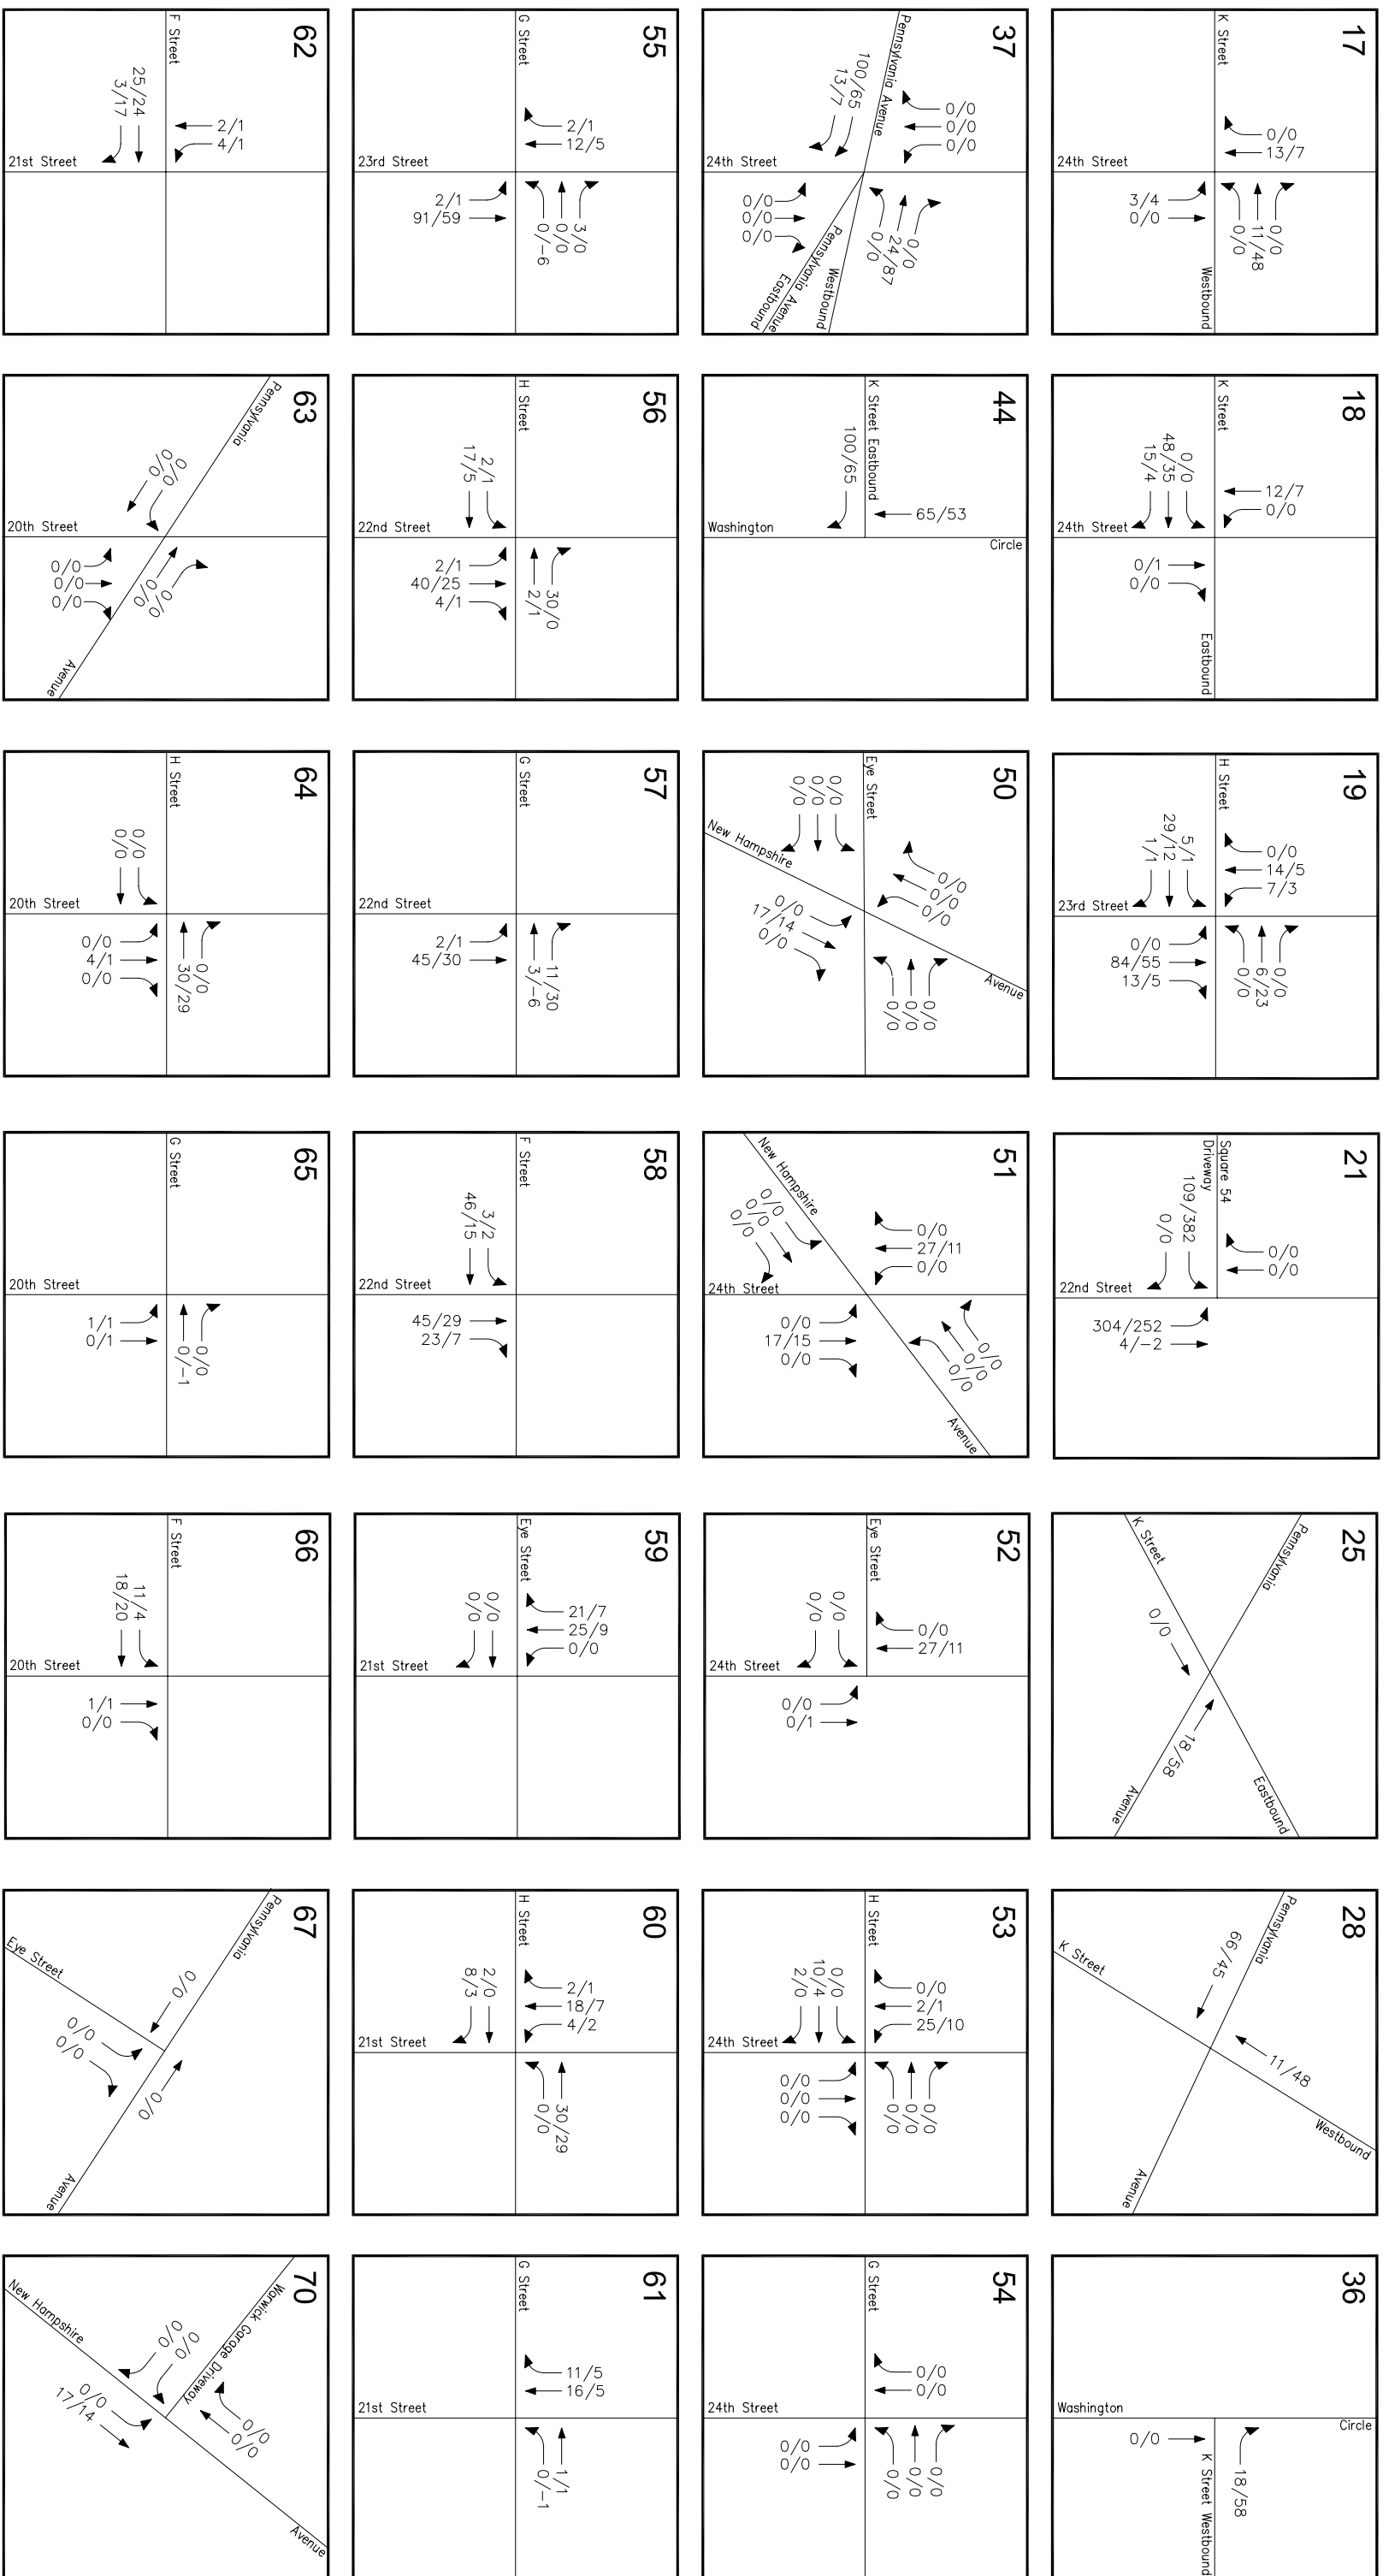 17
K Street
0/0
13/7
24th Street
3/4
0/0
0/0
11/48
0/0
Westbound
18
K Street
12/7
0/0
0/0
48/35
15/4
24th Street
0/1
0/0
Eastbound
19
H Street
0/0
14/5
7/3
5/1
29/12
1/1
23rd Street
0/0
84/55
13/5
0/0
6/23
0/0
21
Square 54
Driveway
109/382
0/0
0/0
0/0
22nd Street
304/252
4/-2
25
K Street
Pennsylvania
0/0
18/58
Avenue
Eastbound
28
Pennsylvania
K Street
66/45
11/48
Westbound
Avenue
36
Washington
Circle
0/0
18/58
K Street Westbound
37
Pennsylvania Avenue
100/65
13/7
0/0
0/0
0/0
24th Street
0/0
0/0
0/0
0/0
24/87
0/0
Westbound
Pennsylvania Avenue
Eastbound
44
K Street Eastbound
100/65
65/53
Washington
Circle
50
Eye Street
0/0
0/0
0/0
New Hampshire
0/0
0/0
0/0
0/0
17/14
0/0
0/0
0/0
0/0
Avenue
51
New Hampshire
0/0
0/0
0/0
0/0
27/11
0/0
24th Street
0/0
17/15
0/0
0/0
0/0
0/0
Avenue
52
Eye Street
0/0
0/0
0/0
27/11
24th Street
0/0
0/1
53
H Street
0/0
10/4
2/0
0/0
2/1
25/10
24th Street
0/0
0/0
0/0
0/0
0/0
0/0
54
G Street
0/0
0/0
24th Street
0/0
0/0
0/0
0/0
0/0
55
G Street
2/1
12/5
23rd Street
2/1
91/59
3/0
0/0
0/-6
56
H Street
2/1
17/5
22nd Street
2/1
40/25
4/1
30/0
2/1
57
G Street
22nd Street
2/1
45/30
11/30
3/-6
58
F Street
3/2
46/15
22nd Street
45/29
23/7
59
Eye Street
0/0
0/0
21/7
25/9
0/0
21st Street
60
H Street
2/0
8/3
2/1
18/7
4/2
21st Street
30/29
0/0
61
G Street
11/5
16/5
21st Street
1/1
0/-1
62
F Street
25/24
3/17
2/1
4/1
21st Street
63
Pennsylvania
0/0
0/0
20th Street
0/0
0/0
0/0
0/0
0/0
Avenue
64
H Street
0/0
0/0
20th Street
0/0
4/1
0/0
0/0
30/29
65
G Street
20th Street
1/1
0/1
0/0
0/-1
66
F Street
11/4
18/20
20th Street
1/1
0/0
67
Pennsylvania
Eye Street
0/0
0/0
0/0
0/0
Avenue
70
Warwick Garage Driveway
New Hampshire
0/0
0/0
0/0
17/14
0/0
0/0
Avenue